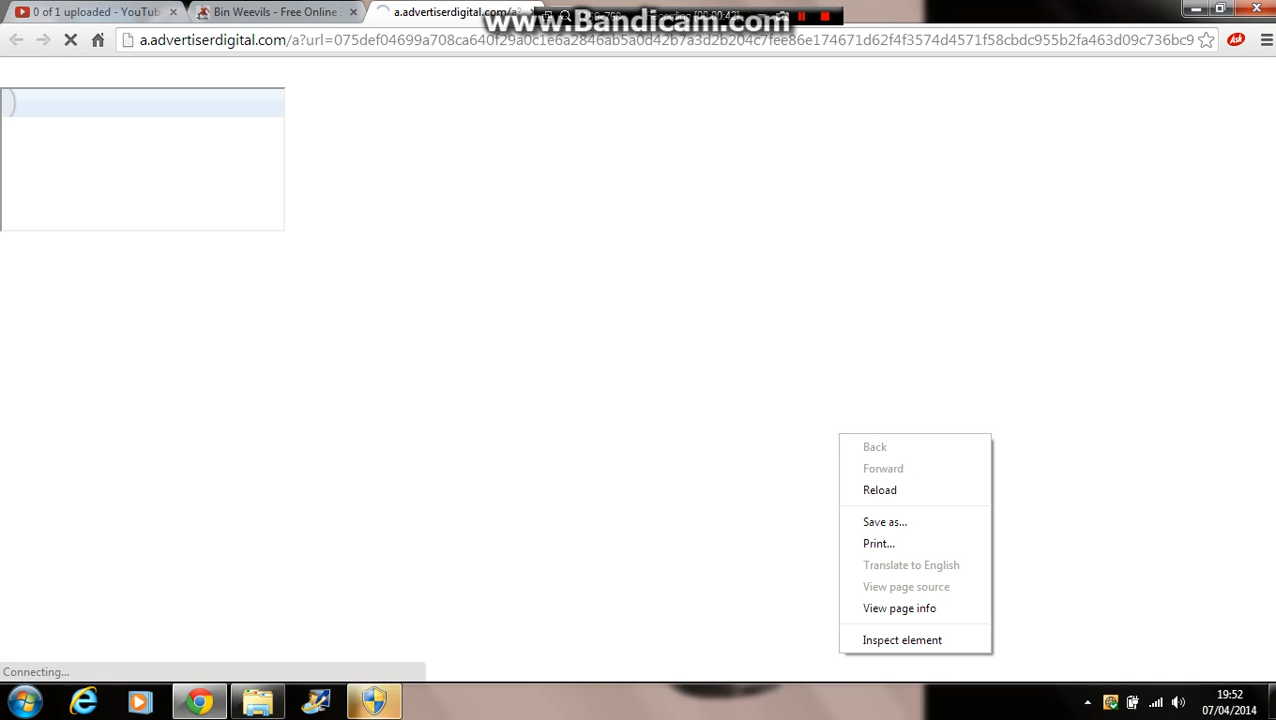 0 of 1 uploaded - YouTub
Bin Weevils - Free Online
a.advertiserdigital.com/a?
www.Bandicam.com
a.advertiserdigital.com/a?url=075def04699a708ca640f29a0c1e6a2846ab5a0d42b7a3d2b204c7fee86e174671d62f4f3574d4571f58cbdc955b2fa463d09c736bc9
Ask
)
Back
Forward
Reload
Save as...
Print...
Translate to English
View page source
View page info
Inspect element
Connecting...
19:52
07/04/2014